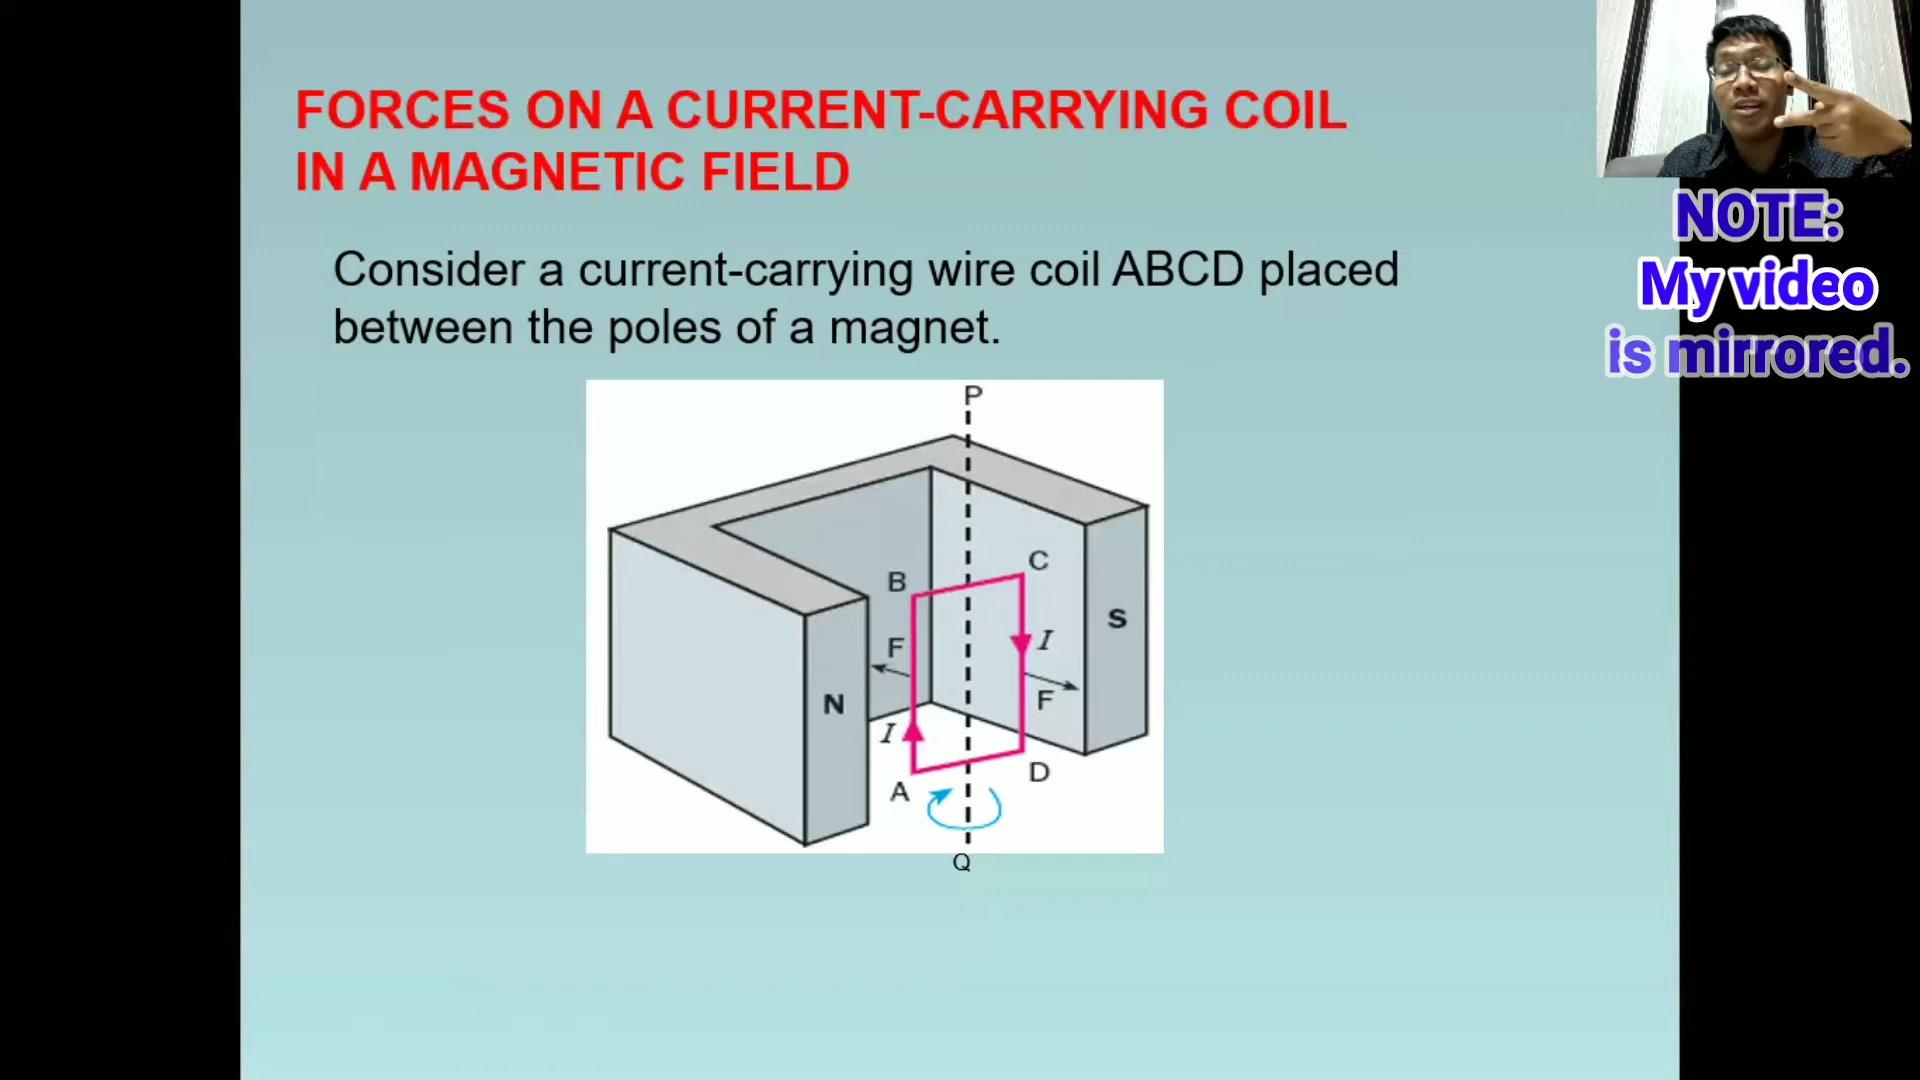 FORCES ON A CURRENT-CARRYING COIL
IN A MAGNETIC FIELD
Consider a current-carrying wire coil ABCD placed
between the poles of a magnet.
NOTE:
My video
is mirrored.
P
C
B
S
I
F
F
N
I
D
A
Q